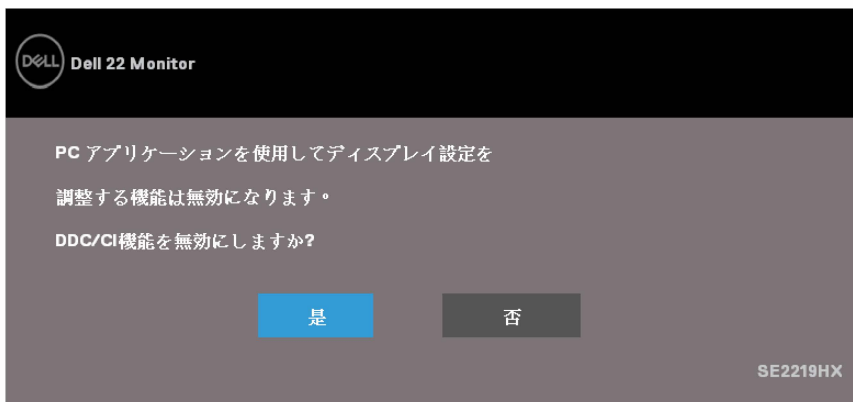 DELL Dell 22 Monitor
PC アプリケーションを使用してディスプレイ設定を
調整する機能は無効になります。
DDC/CI機能を無効にしますか?
是 否
SE2219HX